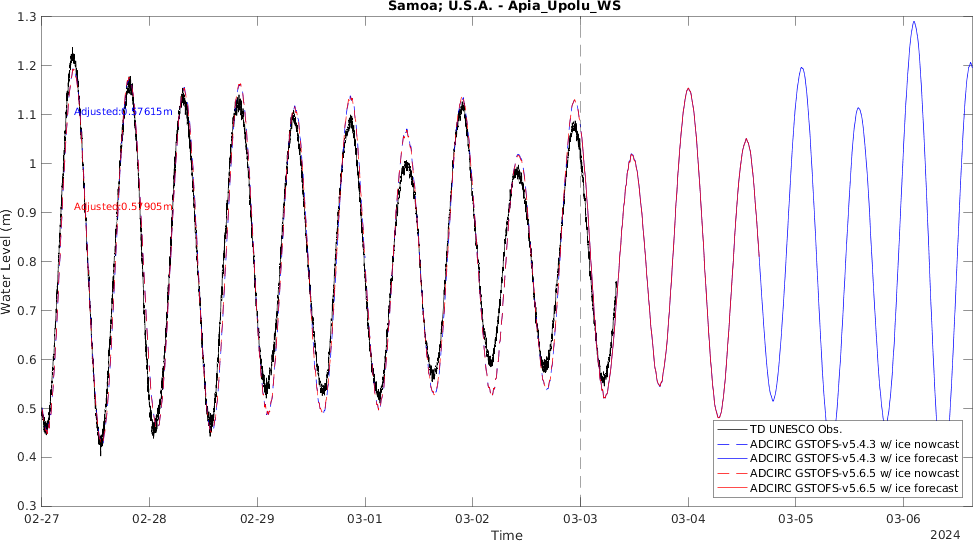 Samoa; U.S.A. - Apia_Upolu_WS
1.3
1.2
1.1
1
0.9
0.8
0.7
0.6
0.5
0.4
0.3
Water Level (m)
Adjusted:0.57615m
Adjusted:0.57905m
TD UNESCO Obs.
ADCIRC GSTOFS-v5.4.3 w/ ice nowcast
ADCIRC GSTOFS-v5.4.3 w/ ice forecast
ADCIRC GSTOFS-v5.6.5 w/ ice nowcast
ADCIRC GSTOFS-v5.6.5 w/ ice forecast
02-27 02-28 02-29 03-01 03-02 03-03 03-04 03-05 03-06
Time
2024